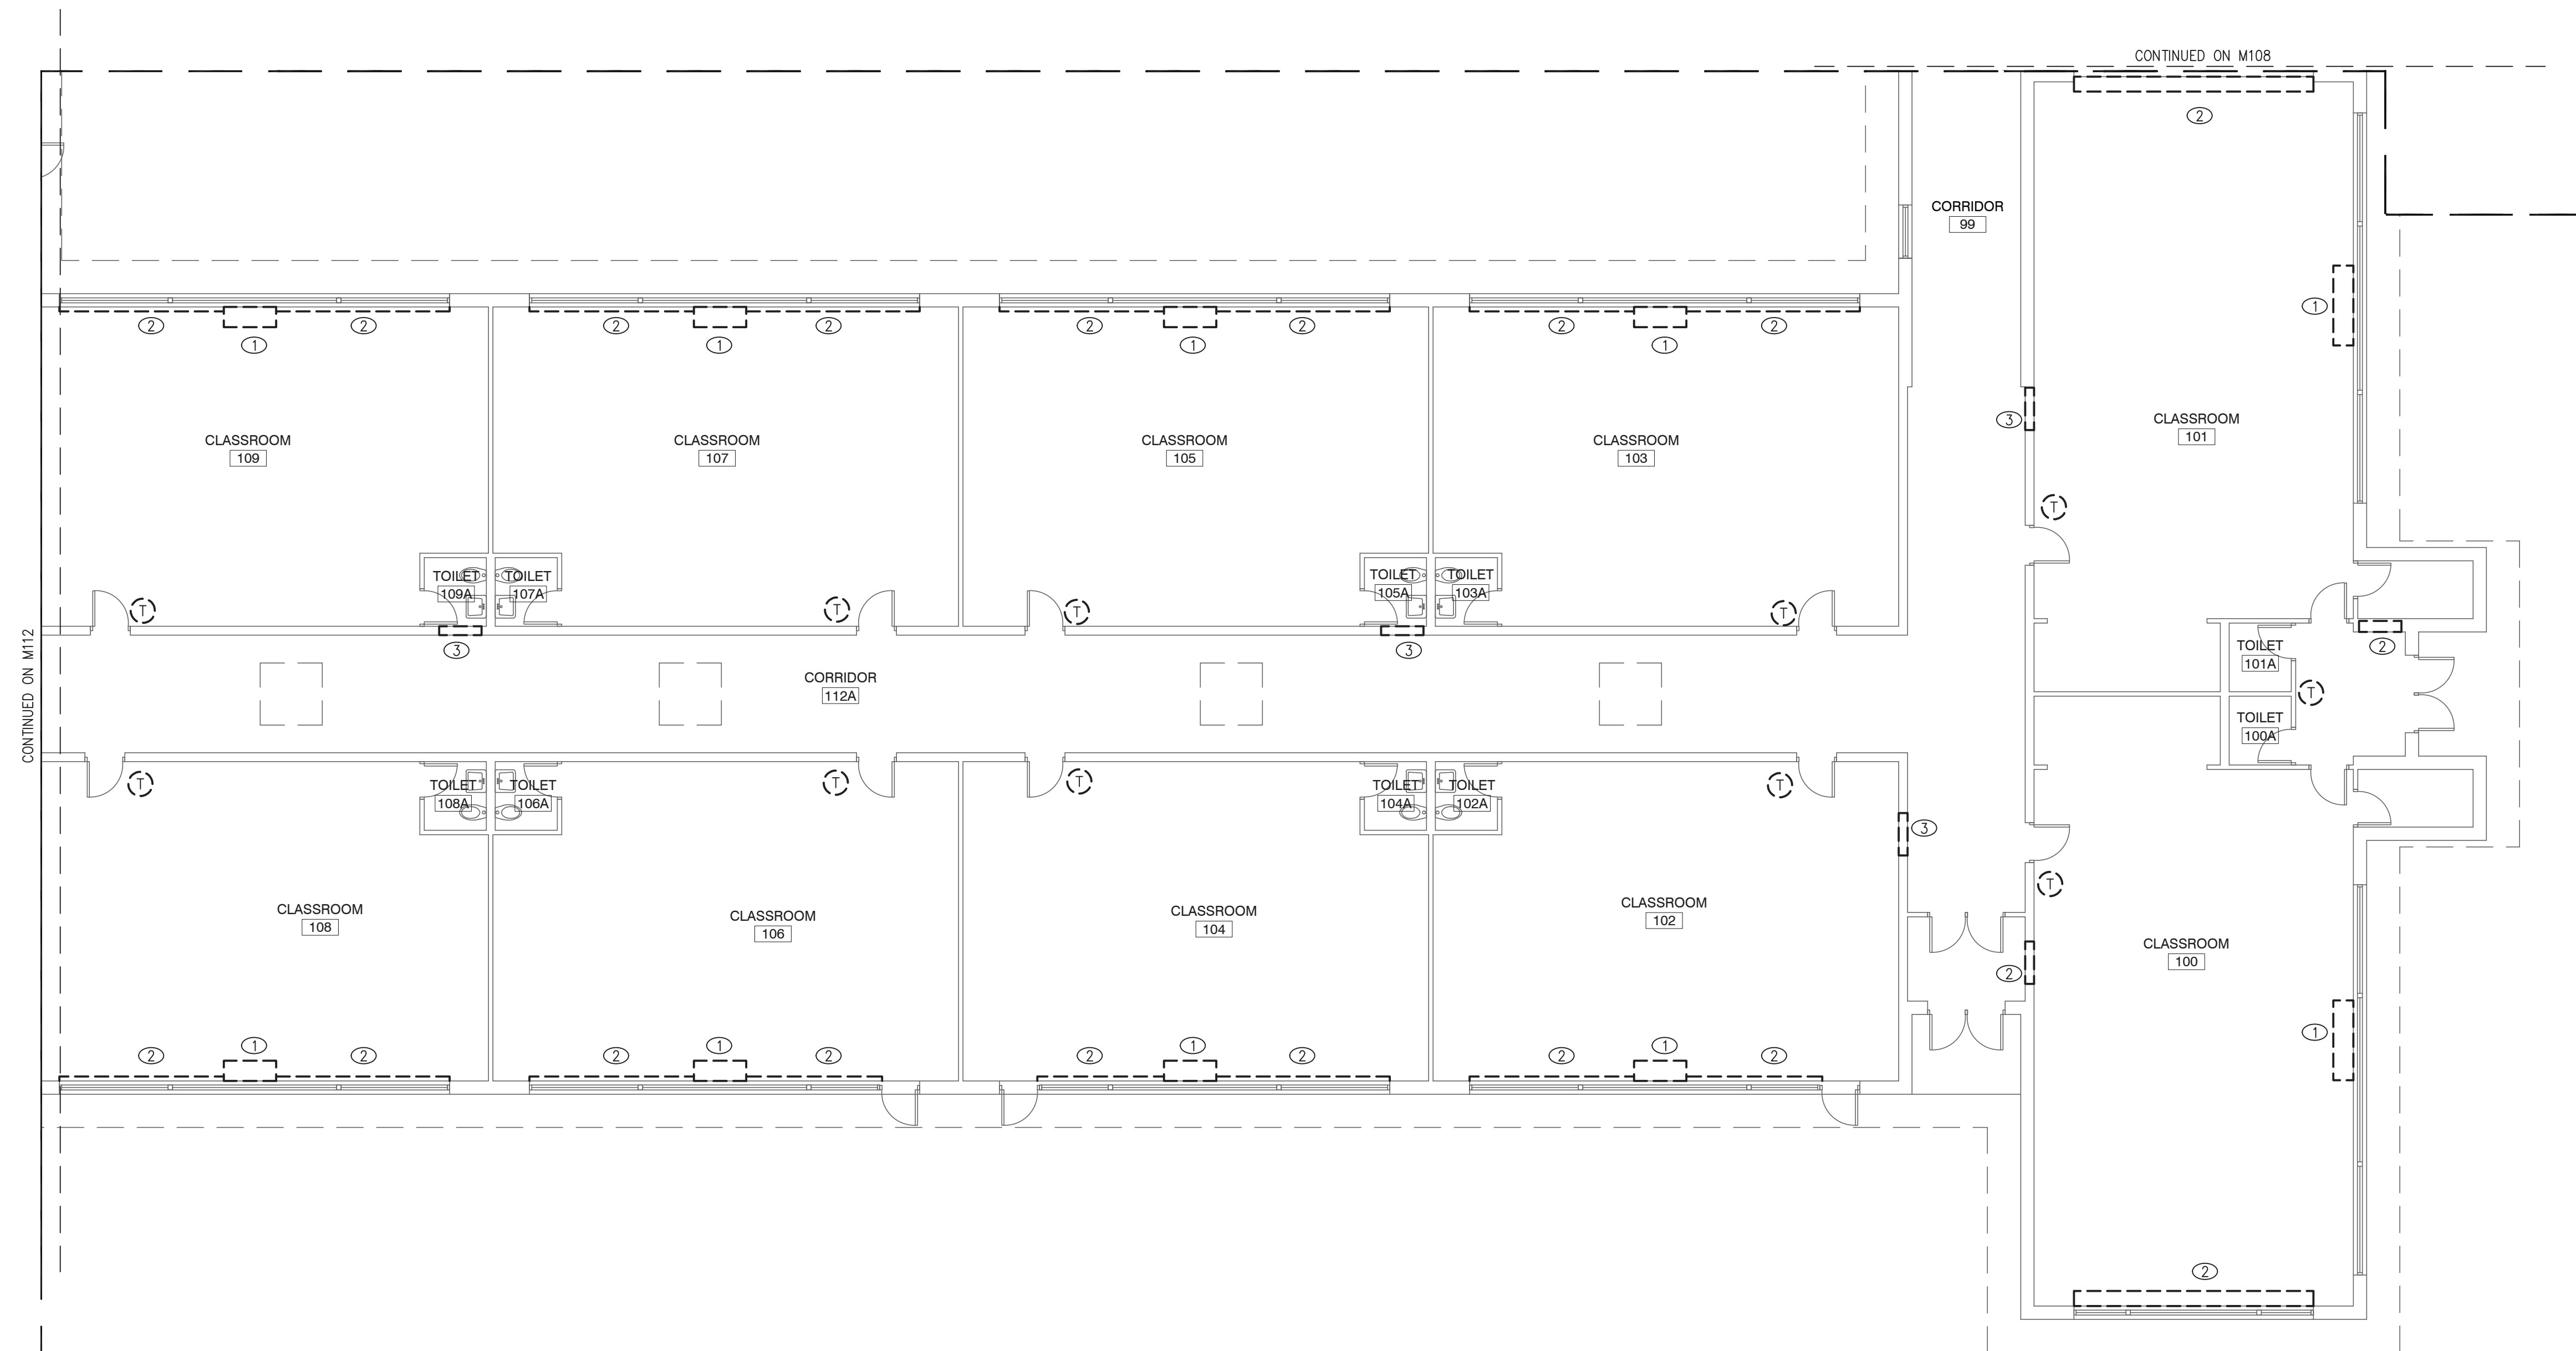 CONTINUED ON M108
2
CORRIDOR
99
1
2
1
2
2
1
2
2
1
2
2
1
2
3
CLASSROOM
101
CLASSROOM
109
CLASSROOM
107
CLASSROOM
105
CLASSROOM
103
T
TOILET
109A
TOILET
107A
TOILET
105A
TOILET
103A
T
T
T
T
3
3
2
TOILET
101A
CONTINUED ON M112
CORRIDOR
112A
T
TOILET
100A
T
T
T
T
TOILET
108A
TOILET
106A
TOILET
104A
TOILET
102A
3
T
CLASSROOM
108
CLASSROOM
106
CLASSROOM
104
CLASSROOM
102
CLASSROOM
100
2
1
2
1
2
2
1
2
2
1
2
2
1
2
2